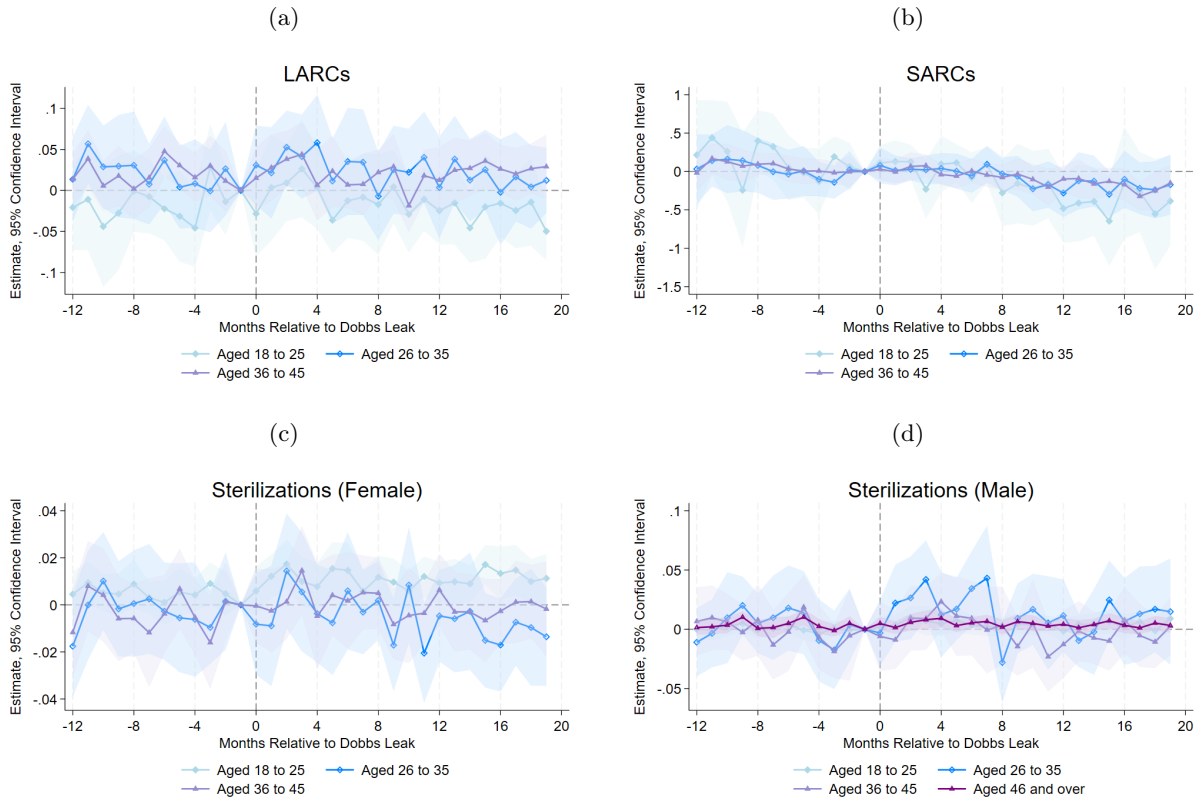 (a)
LARCs
Estimate, 95% Confidence Interval
.1
.05
0
-.05
-.1
-12 -8 -4 0 4 8 12 16 20
Months Relative to Dobbs Leak
Aged 18 to 25 Aged 26 to 35
Aged 36 to 45
(b)
SARCs
Estimate, 95% Confidence Interval
1
.5
0
-.5
-1
-1.5
-12 -8 -4 0 4 8 12 16 20
Months Relative to Dobbs Leak
Aged 18 to 25 Aged 26 to 35
Aged 36 to 45
(c)
Sterilizations (Female)
Estimate, 95% Confidence Interval
.04
.02
0
-.02
-.04
-12 -8 -4 0 4 8 12 16 20
Months Relative to Dobbs Leak
Aged 18 to 25 Aged 26 to 35
Aged 36 to 45
(d)
Sterilizations (Male)
Estimate, 95% Confidence Interval
.1
.05
0
-.05
-12 -8 -4 0 4 8 12 16 20
Months Relative to Dobbs Leak
Aged 18 to 25 Aged 26 to 35
Aged 36 to 45 Aged 46 and over